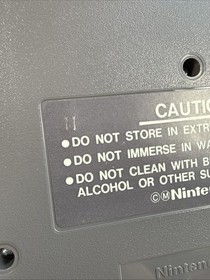 11
CAUTIO
●DO NOT STORE IN EXTR
●DO NOT IMMERSE IN WA
●DO NOT CLEAN WITH B
ALCOHOL OR OTHER SU
©ⓂNinten
Ninten